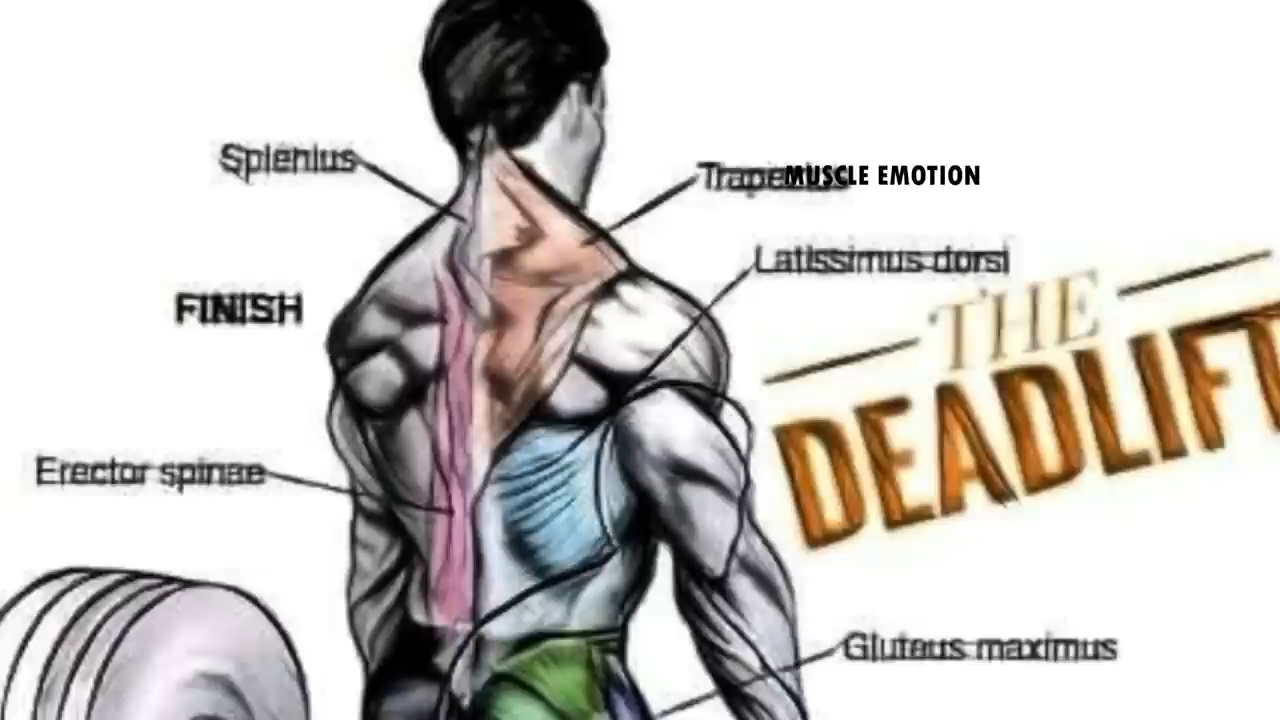 Splenius
MUSCLE EMOTION
Latissimus dorsi
FINISH
THE
DEADLIFT
Erector spinae
Gluteus maximus